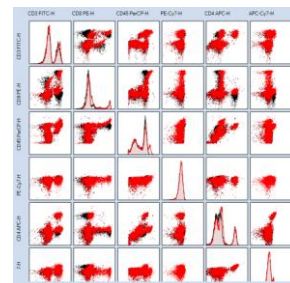 CD3 FITC-H CD8 PE-H CD45 PerCP-H PE-Cy7-H CD4 APC-H APC-Cy7-H
CD3 FITC-H
CD8 PE-H
CD45 PerCP-H
PE-Cy7-H
CD4 APC-H
7-H